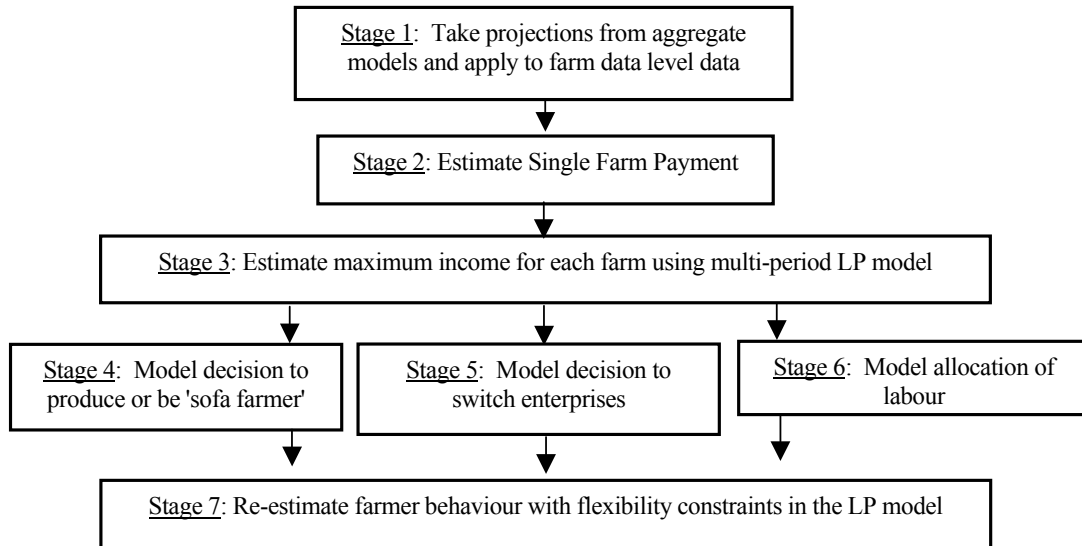 Stage 1: Take projections from aggregate
models and apply to farm data level data
Stage 2: Estimate Single Farm Payment
Stage 3: Estimate maximum income for each farm using multi-period LP model
Stage 4: Model decision to
produce or be 'sofa farmer'
Stage 5: Model decision to
switch enterprises
Stage 6: Model allocation of
labour
Stage 7: Re-estimate farmer behaviour with flexibility constraints in the LP model